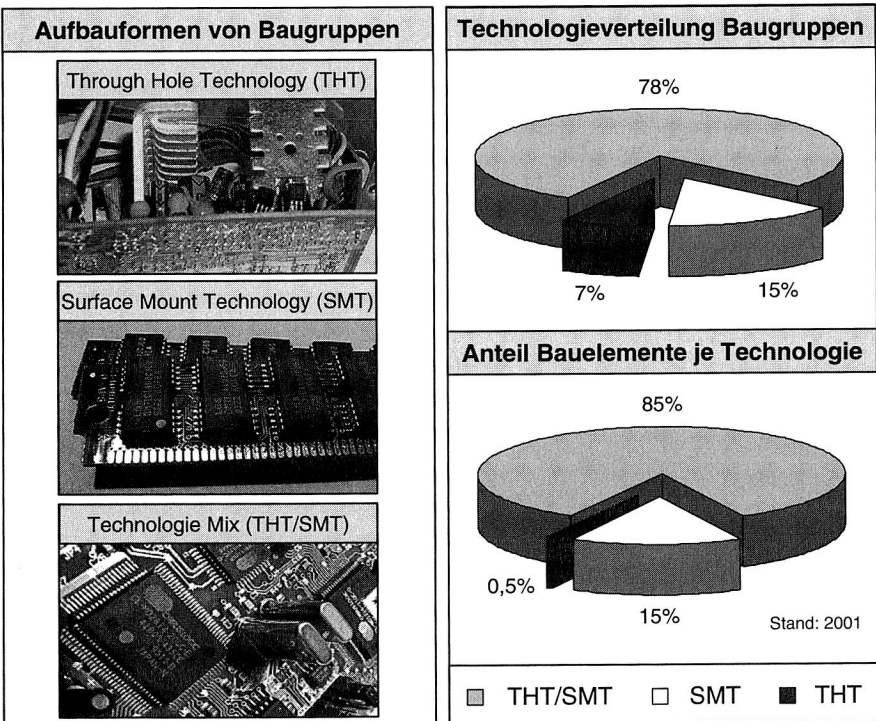 Aufbauformen von Baugruppen
Through Hole Technology (THT)
Surface Mount Technology (SMT)
Technologie Mix (THT/SMT)
Technologieverteilung Baugruppen
78%
7%
15%
Anteil Bauelemente je Technologie
85%
0,5%
15%
Stand: 2001
THT/SMT SMT THT